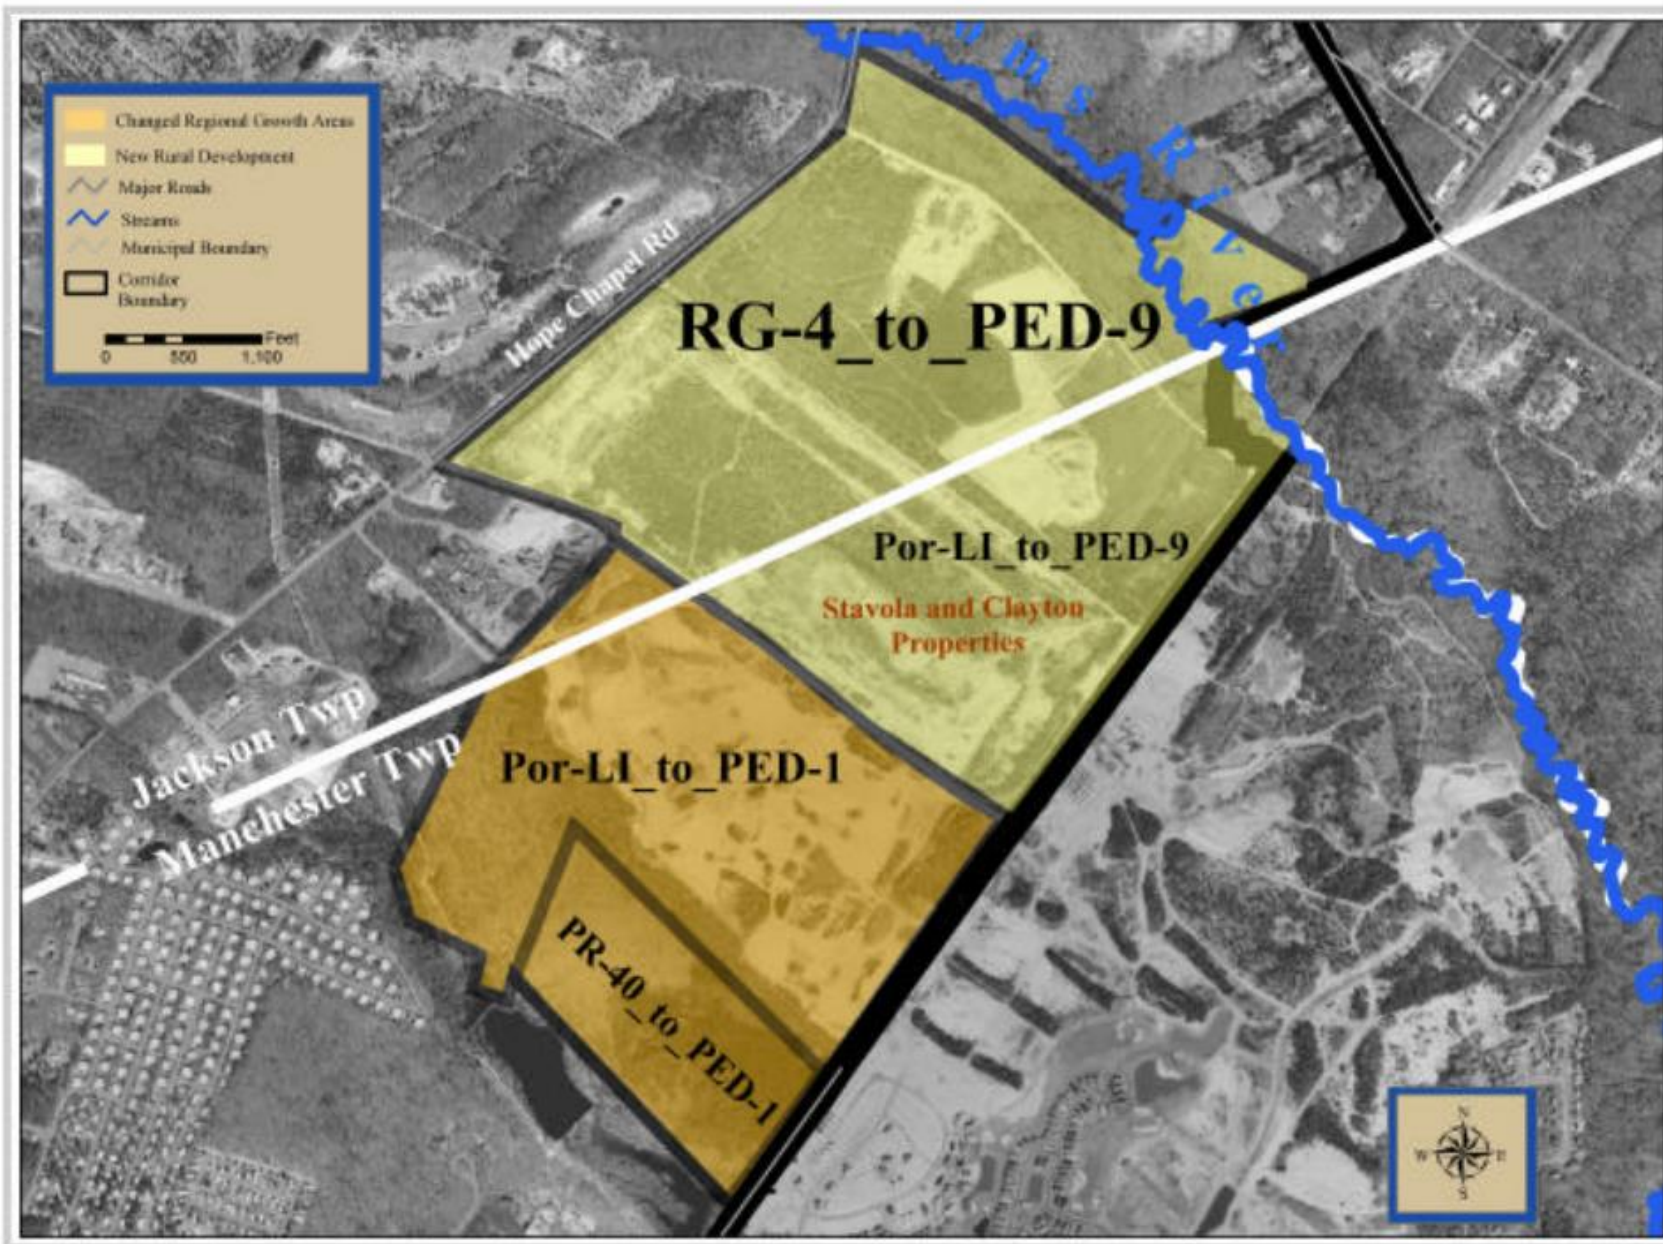 Changed Regional Growth Areas
New Rural Development
Major Roads
Streams
Municipal Boundary
Corridor
Boundary
Feet
0 550 1,100
oms River
Hope Chapel Rd
RG-4_to_PED-9
Por-LI_to_PED-9
Stavola and Clayton
Properties
Jackson Twp
Manchester Twp
Por-LI_to_PED-1
PR-40_to_PED-1
N
W E
S